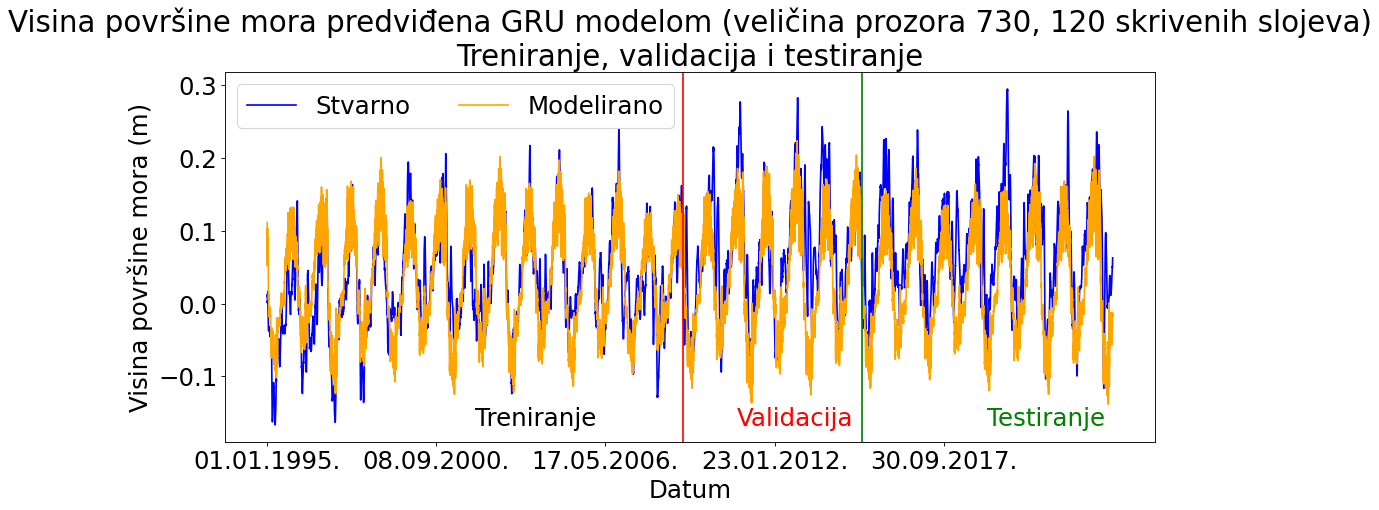 Visina površine mora predviđena GRU modelom (veličina prozora 730, 120 skrivenih slojeva)
Treniranje, validacija i testiranje
Stvarno
Modelirano
Visina površine mora (m)
0.3
0.2
0.1
0.0
−0.1
Treniranje
Validacija
Testiranje
01.01.1995.
08.09.2000.
17.05.2006.
23.01.2012.
30.09.2017.
Datum